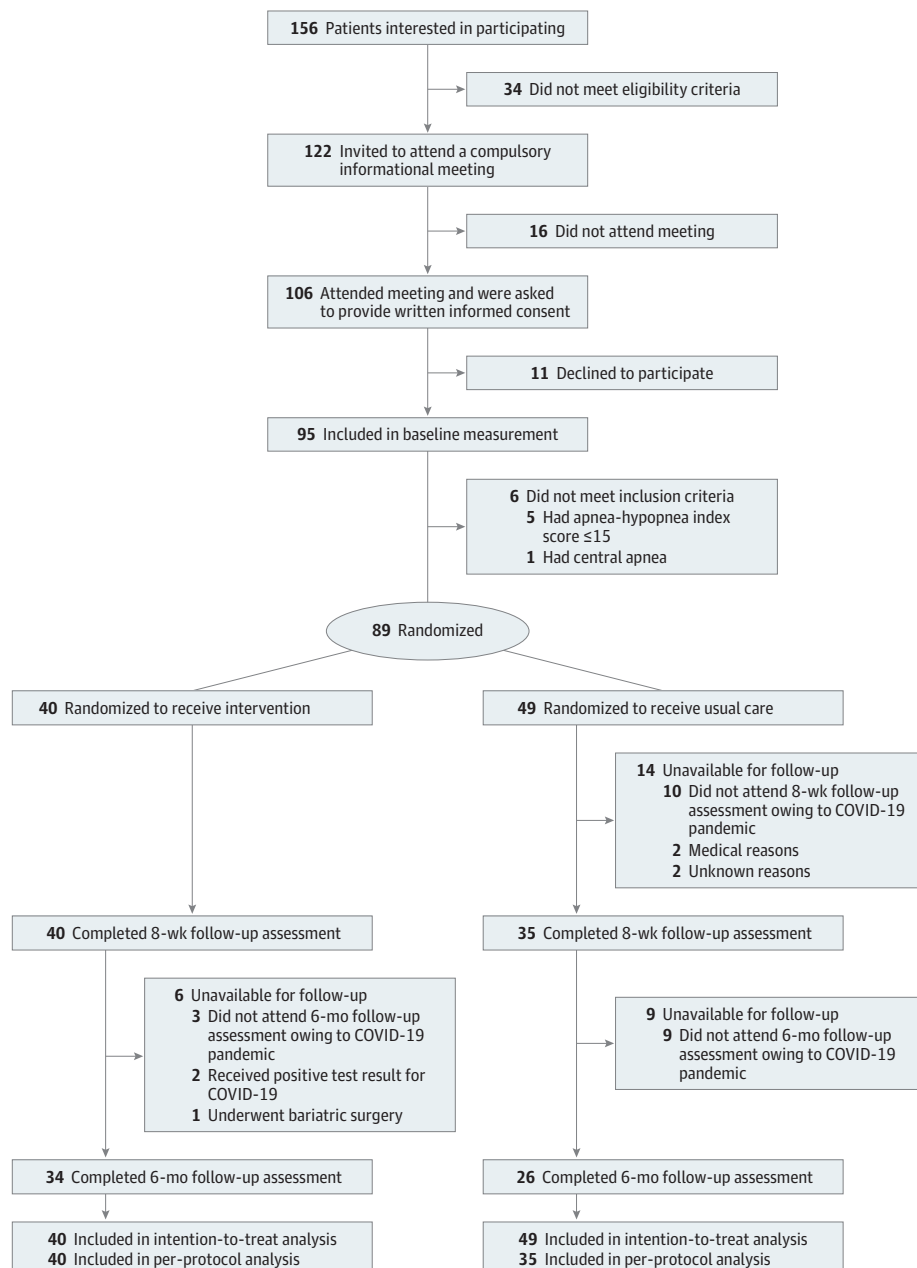 156 Patients interested in participating
34 Did not meet eligibility criteria
122 Invited to attend a compulsory
informational meeting
16 Did not attend meeting
106 Attended meeting and were asked
to provide written informed consent
11 Declined to participate
95 Included in baseline measurement
6 Did not meet inclusion criteria
5 Had apnea-hypopnea index
score ≤15
1 Had central apnea
89 Randomized
40 Randomized to receive intervention
49 Randomized to receive usual care
14 Unavailable for follow-up
10 Did not attend 8-wk follow-up
assessment owing to COVID-19
pandemic
2 Medical reasons
2 Unknown reasons
40 Completed 8-wk follow-up assessment
35 Completed 8-wk follow-up assessment
6 Unavailable for follow-up
3 Did not attend 6-mo follow-up
assessment owing to COVID-19
pandemic
2 Received positive test result for
COVID-19
1 Underwent bariatric surgery
9 Unavailable for follow-up
9 Did not attend 6-mo follow-up
assessment owing to COVID-19
pandemic
34 Completed 6-mo follow-up assessment
26 Completed 6-mo follow-up assessment
40 Included in intention-to-treat analysis
40 Included in per-protocol analysis
49 Included in intention-to-treat analysis
35 Included in per-protocol analysis